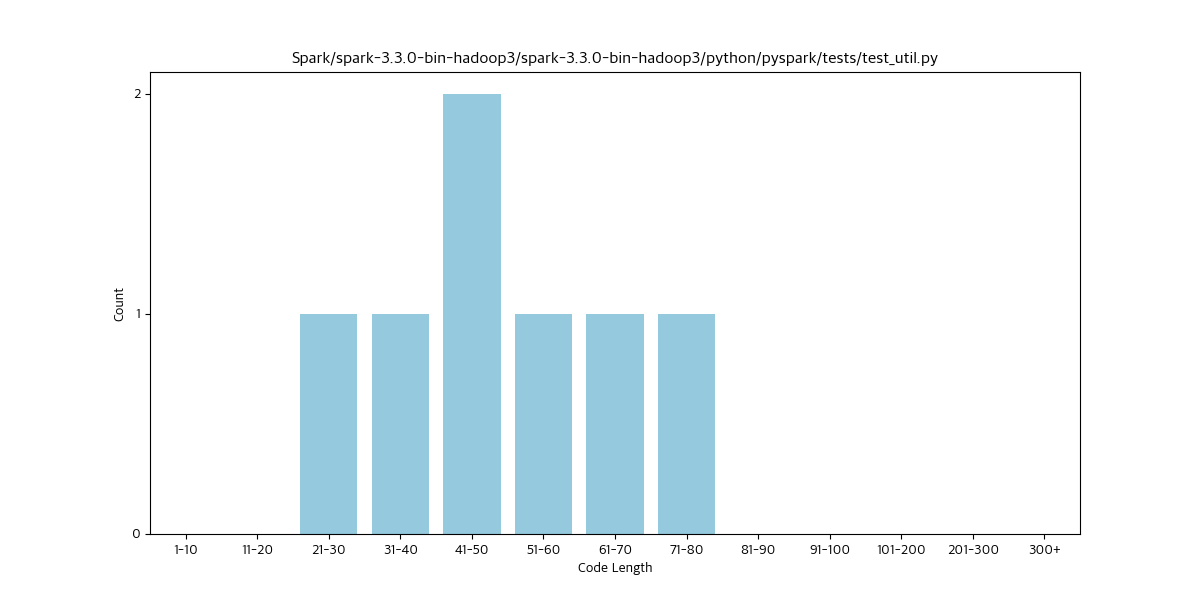 Spark/spark-3.3.0-bin-hadoop3/spark-3.3.0-bin-hadoop3/python/pyspark/tests/test_util.py
2
1
0
Count
1-10 11-20 21-30 31-40 41-50 51-60 61-70 71-80 81-90 91-100 101-200 201-300 300+
Code Length